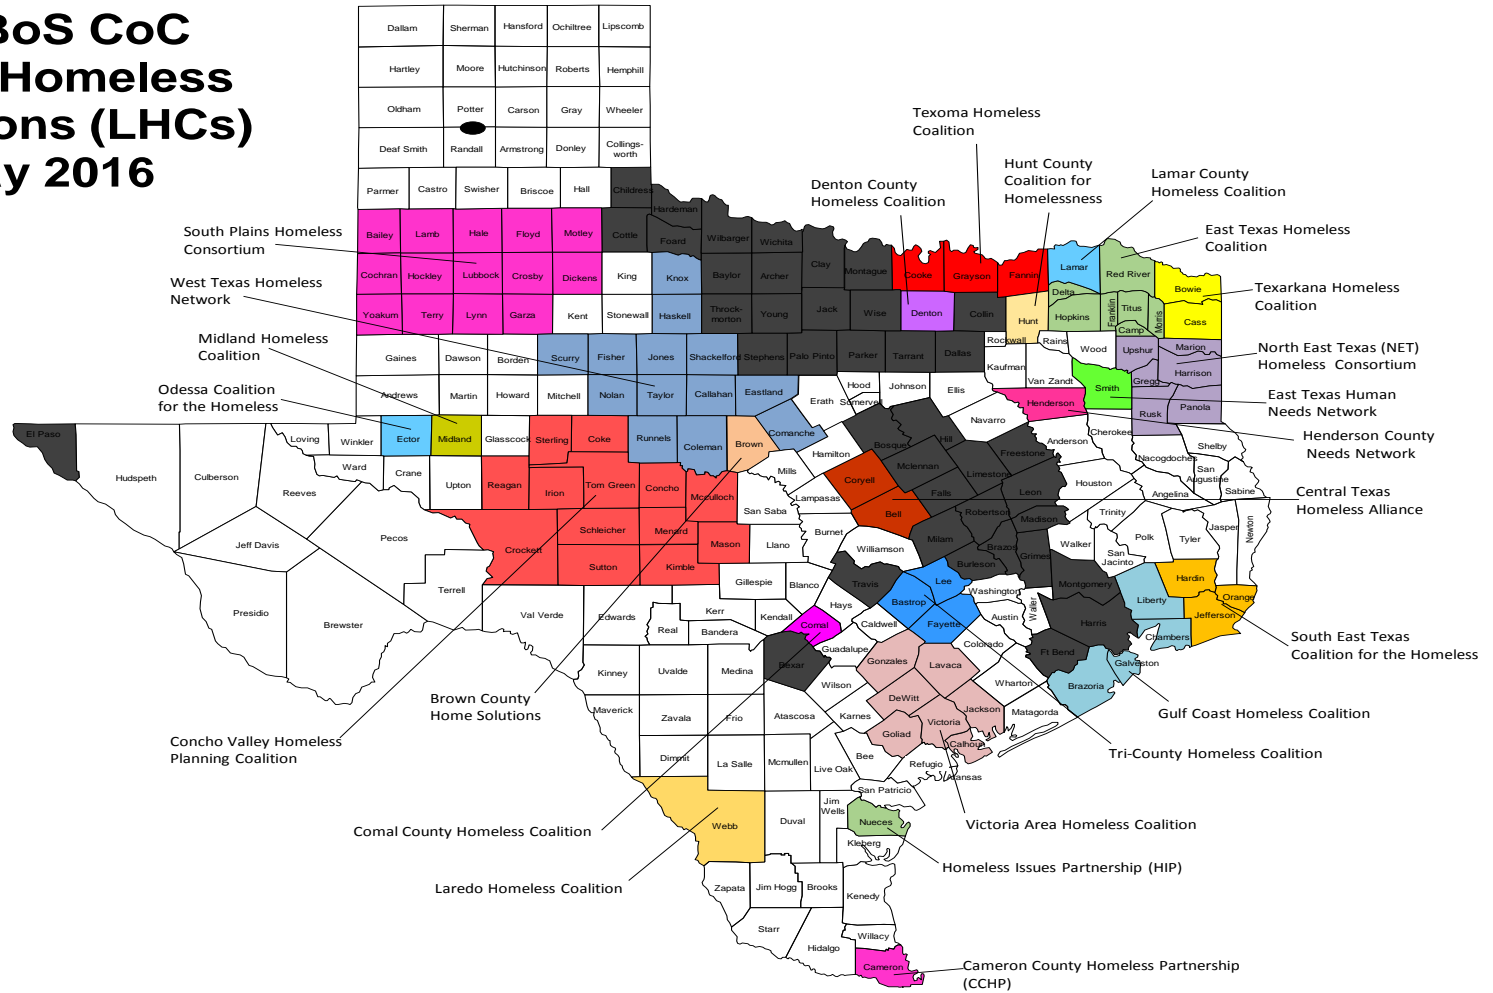 BoS CoC
Homeless
ons (LHCs)
y 2016
Dallam
Sherman
Hansford
Ochiltree
Lipscomb
Hartley
Moore
Hutchinson
Roberts
Hemphill
Oldham
Potter
Carson
Gray
Wheeler
Deaf Smith
Randall
Armstrong
Donley
Collings-
worth
Parmer
Castro
Swisher
Briscoe
Hall
Childress
Hardeman
Bailey
Lamb
Hale
Floyd
Motley
Cottle
Foard
Wilbarger
Wichita
Clay
Montague
Cooke
Grayson
Fannin
Lamar
Red River
Bowie
Cochran
Hockley
Lubbock
Crosby
Dickens
King
Knox
Baylor
Archer
Yoakum
Terry
Lynn
Garza
Kent
Stonewall
Haskell
Throck-
morton
Young
Jack
Wise
Denton
Collin
Hunt
Delta
Hopkins
Franklin
Titus
Camp
Morris
Cass
Gaines
Dawson
Borden
Scurry
Fisher
Jones
Shackelford
Stephens
Palo Pinto
Parker
Tarrant
Dallas
Rockwall
Rains
Wood
Upshur
Marion
Kaufman
Van Zandt
Smith
Gregg
Harrison
Andrews
Martin
Howard
Mitchell
Nolan
Taylor
Callahan
Eastland
Erath
Hood
Somervell
Johnson
Ellis
Henderson
Rusk
Panola
Navarro
El Paso
Hudspeth
Culberson
Loving
Winkler
Ector
Midland
Glasscock
Sterling
Coke
Runnels
Coleman
Brown
Comanche
Hamilton
Bosque
Hill
Freestone
Anderson
Cherokee
Nacogdoches
Shelby
San
Augustine
Sabine
Reeves
Ward
Crane
Upton
Reagan
Irion
Tom Green
Concho
Mcculloch
Mills
Lampasas
San Saba
Coryell
Mclennan
Limestone
Falls
Leon
Houston
Angelina
Trinity
Bell
Robertson
Madison
Polk
Tyler
Jasper
Newton
Jeff Davis
Pecos
Crockett
Schleicher
Menard
Mason
Llano
Burnet
Williamson
Milam
Brazos
Grimes
Walker
San
Jacinto
Hardin
Orange
Presidio
Brewster
Terrell
Sutton
Kimble
Gillespie
Blanco
Travis
Lee
Burleson
Washington
Montgomery
Liberty
Jefferson
Val Verde
Edwards
Kerr
Real
Bandera
Kendall
Hays
Comal
Bastrop
Caldwell
Fayette
Austin
Waller
Harris
Chambers
Kinney
Uvalde
Medina
Bexar
Guadalupe
Gonzales
Lavaca
Colorado
Ft Bend
Brazoria
Galveston
Wilson
Wharton
Maverick
Zavala
Frio
Atascosa
Karnes
DeWitt
Goliad
Victoria
Jackson
Calhoun
Matagorda
Dimmit
La Salle
Mcmullen
Live Oak
Bee
Refugio
Aransas
San Patricio
Webb
Duval
Jim
Wells
Nueces
Kleberg
Zapata
Jim Hogg
Brooks
Kenedy
Starr
Hidalgo
Willacy
Cameron
South Plains Homeless
Consortium
West Texas Homeless
Network
Midland Homeless
Coalition
Odessa Coalition
for the Homeless
Texoma Homeless
Coalition
Denton County
Homeless Coalition
Hunt County
Coalition for
Homelessness
Lamar County
Homeless Coalition
East Texas Homeless
Coalition
Texarkana Homeless
Coalition
North East Texas (NET)
Homeless Consortium
East Texas Human
Needs Network
Henderson County
Needs Network
Central Texas
Homeless Alliance
South East Texas
Coalition for the Homeless
Gulf Coast Homeless Coalition
Tri-County Homeless Coalition
Victoria Area Homeless Coalition
Homeless Issues Partnership (HIP)
Cameron County Homeless Partnership
(CCHP)
Brown County
Home Solutions
Concho Valley Homeless
Planning Coalition
Comal County Homeless Coalition
Laredo Homeless Coalition